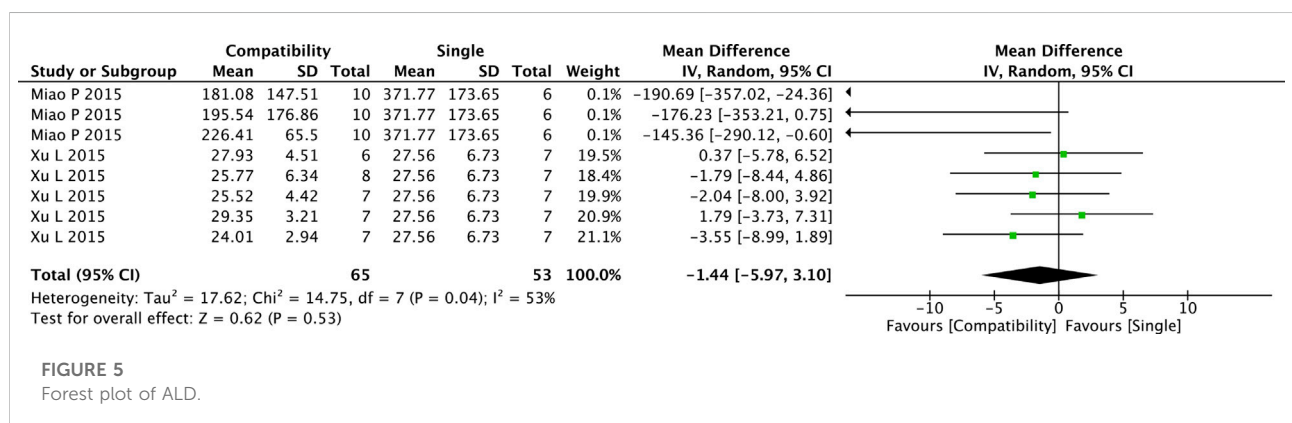 Compatibility Single Mean Difference Mean Difference
Study or Subgroup Mean SD Total Mean SD Total Weight IV, Random, 95% CI IV, Random, 95% CI
Miao P 2015 181.08 147.51 10 371.77 173.65 6 0.1% −190.69 [−357.02, −24.36]
Miao P 2015 195.54 176.86 10 371.77 173.65 6 0.1% −176.23 [−353.21, 0.75]
Miao P 2015 226.41 65.5 10 371.77 173.65 6 0.1% −145.36 [−290.12, −0.60]
Xu L 2015 27.93 4.51 6 27.56 6.73 7 19.5% 0.37 [−5.78, 6.52]
Xu L 2015 25.77 6.34 8 27.56 6.73 7 18.4% −1.79 [−8.44, 4.86]
Xu L 2015 25.52 4.42 7 27.56 6.73 7 19.9% −2.04 [−8.00, 3.92]
Xu L 2015 29.35 3.21 7 27.56 6.73 7 20.9% 1.79 [−3.73, 7.31]
Xu L 2015 24.01 2.94 7 27.56 6.73 7 21.1% −3.55 [−8.99, 1.89]
Total (95% CI) 65 53 100.0% −1.44 [−5.97, 3.10]
Heterogeneity: Tau² = 17.62; Chi² = 14.75, df = 7 (P = 0.04); I² = 53%
Test for overall effect: Z = 0.62 (P = 0.53)
−10 −5 0 5 10
Favours [Compatibility] Favours [Single]
FIGURE 5
Forest plot of ALD.